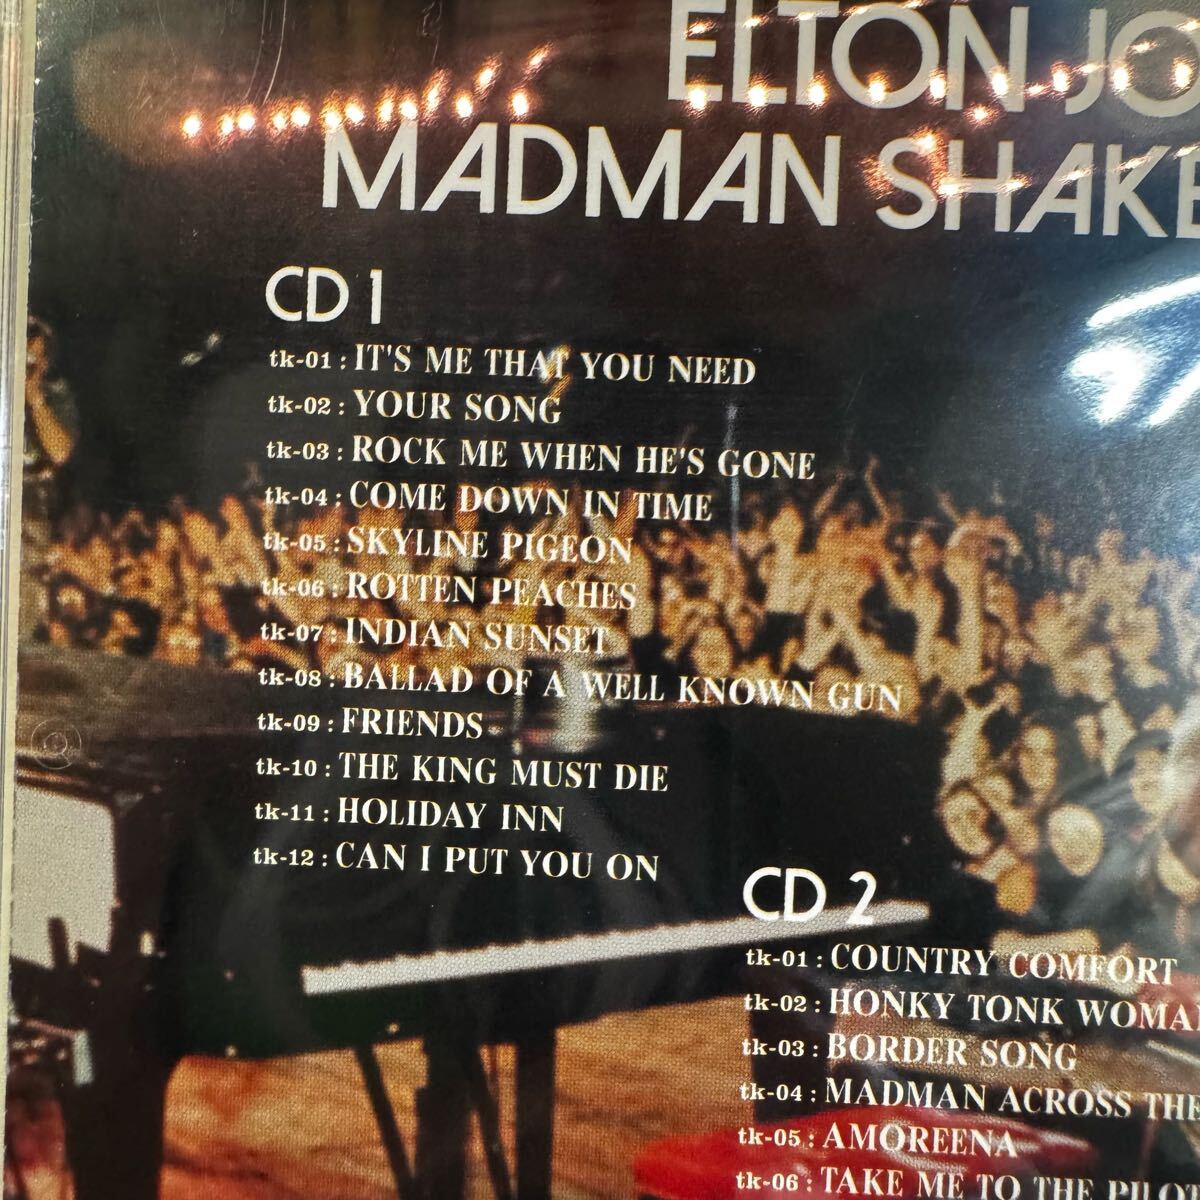 ELTON JO
MADMAN SHAKE
CD 1
tk-01 : IT'S ME THAT YOU NEED
tk-02 : YOUR SONG
tk-03 : ROCK ME WHEN HE'S GONE
tk-04 : COME DOWN IN TIME
tk-05 : SKYLINE PIGEON
tk-06 : ROTTEN PEACHES
tk-07 : INDIAN SUNSET
tk-08 : BALLAD OF A WELL KNOWN GUN
tk-09 : FRIENDS
tk-10 : THE KING MUST DIE
tk-11 : HOLIDAY INN
tk-12 : CAN I PUT YOU ON
CD 2
tk-01 : COUNTRY COMFORT
tk-02 : HONKY TONK WOMA
tk-03 : BORDER SONG
tk-04 : MADMAN ACROSS THE
tk-05 : AMOREENA
tk-06 : TAKE ME TO THE PILOT